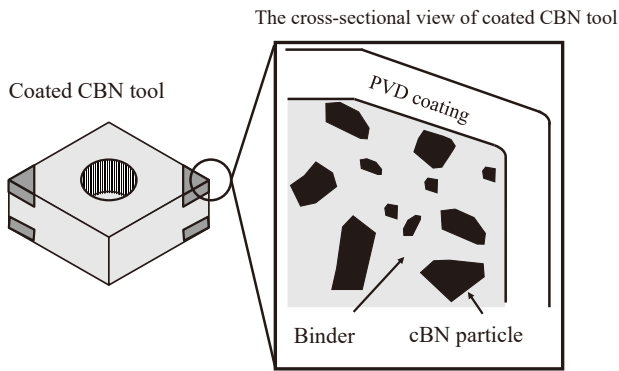 The cross-sectional view of coated CBN tool
Coated CBN tool
PVD coating
Binder
cBN particle